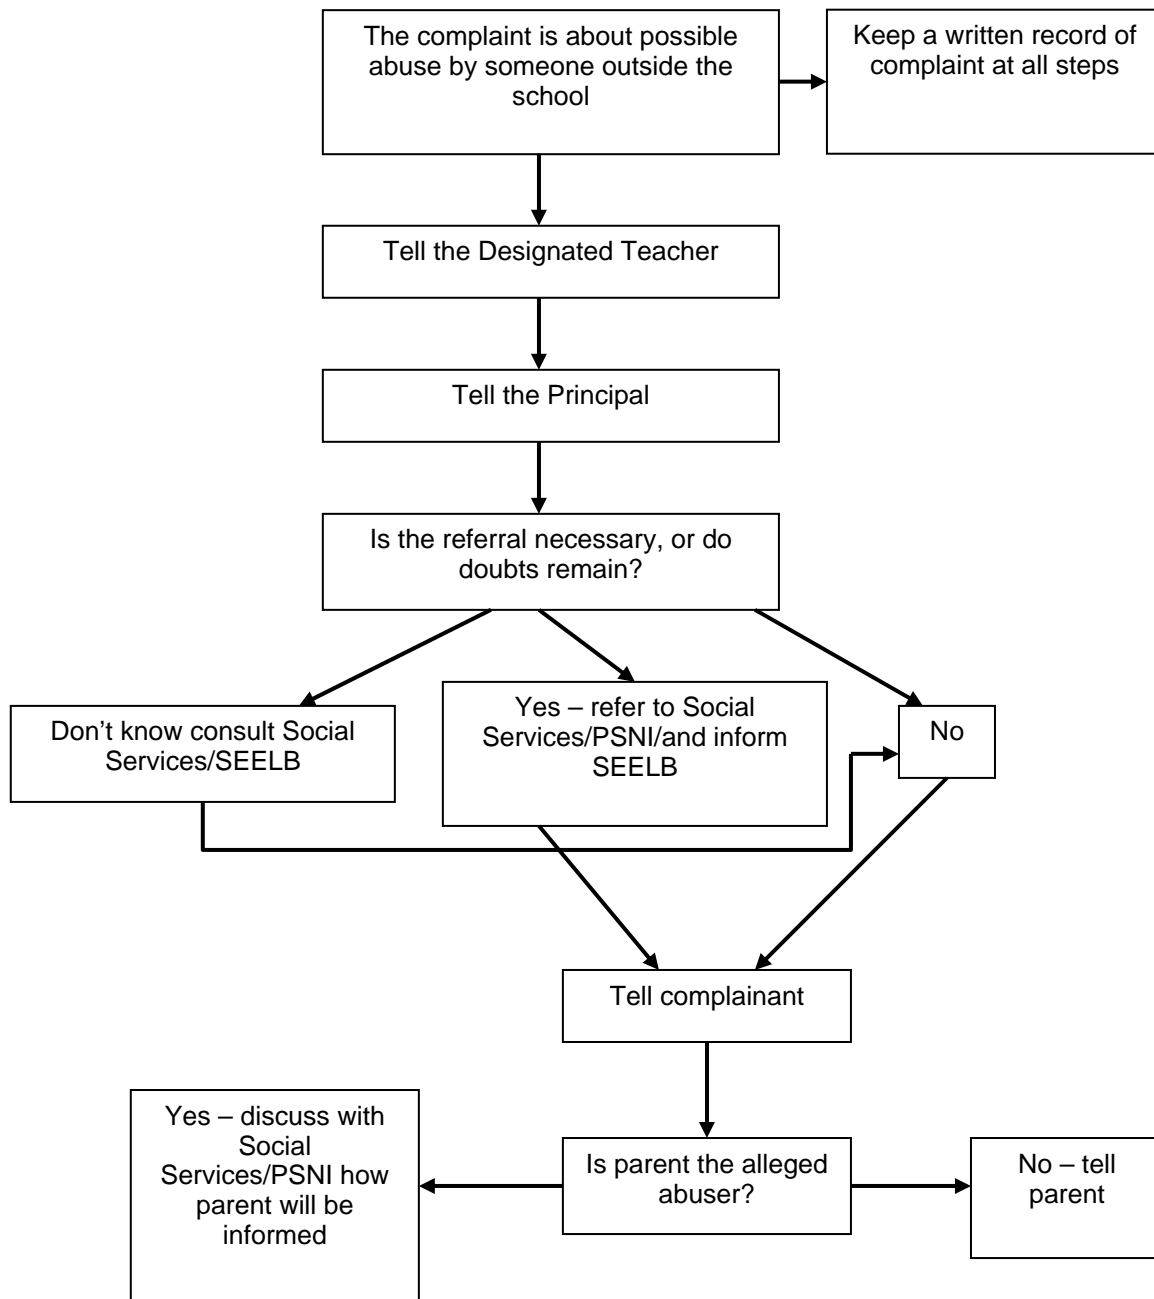 The complaint is about possible
abuse by someone outside the
school
Keep a written record of
complaint at all steps
Tell the Designated Teacher
Tell the Principal
Is the referral necessary, or do
doubts remain?
Don’t know consult Social
Services/SEELB
Yes – refer to Social
Services/PSNI/and inform
SEELB
No
Tell complainant
Yes – discuss with
Social
Services/PSNI how
parent will be
informed
Is parent the alleged
abuser?
No – tell
parent